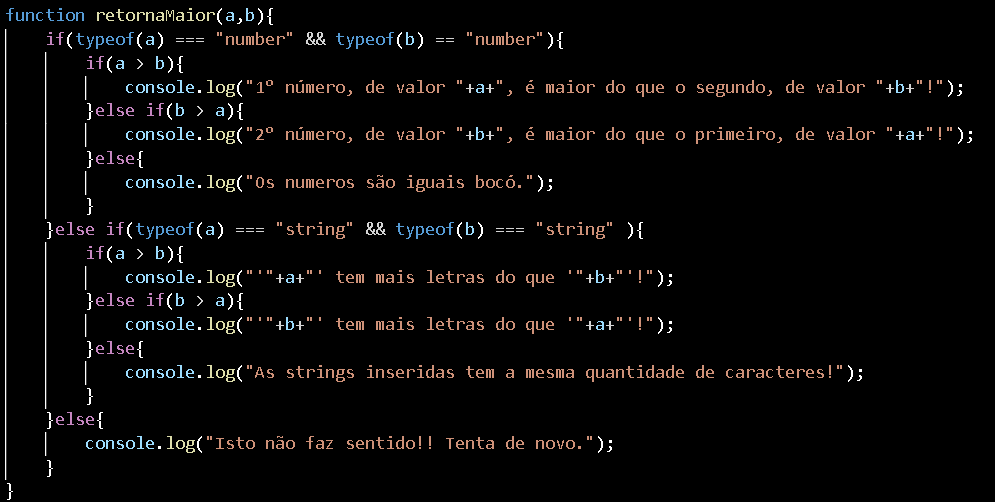 function retornaMaior(a,b){
    if(typeof(a) === "number" && typeof(b) == "number"){
        if(a > b){
            console.log("1º número, de valor "+a+", é maior do que o segundo, de valor "+b+"!");
        }else if(b > a){
            console.log("2º número, de valor "+b+", é maior do que o primeiro, de valor "+a+"!");
        }else{
            console.log("Os numeros são iguais bocó.");
        }
    }else if(typeof(a) === "string" && typeof(b) === "string" ){
        if(a > b){
            console.log("'"+a+"' tem mais letras do que '"+b+"'!");
        }else if(b > a){
            console.log("'"+b+"' tem mais letras do que '"+a+"'!");
        }else{
            console.log("As strings inseridas tem a mesma quantidade de caracteres!");
        }
    }else{
        console.log("Isto não faz sentido!! Tenta de novo.");
    }
}